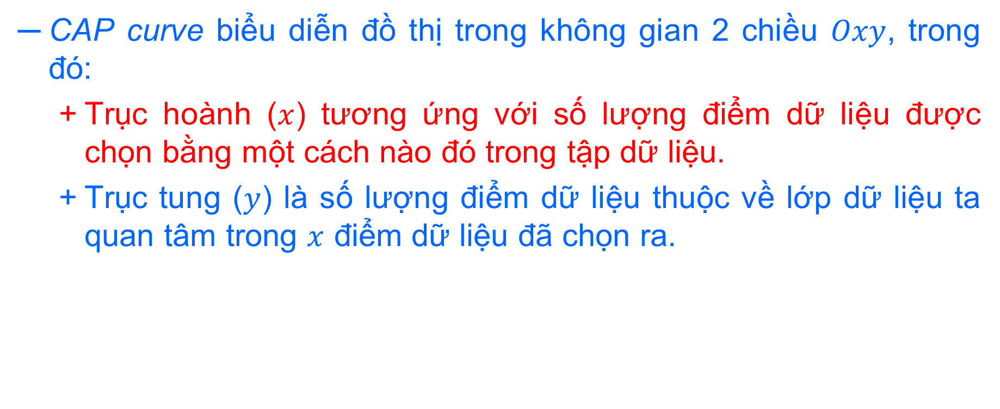 – CAP curve biểu diễn đồ thị trong không gian 2 chiều Oxy, trong
đó:
+ Trục hoành (x) tương ứng với số lượng điểm dữ liệu được
chọn bằng một cách nào đó trong tập dữ liệu.
+ Trục tung (y) là số lượng điểm dữ liệu thuộc về lớp dữ liệu ta
quan tâm trong x điểm dữ liệu đã chọn ra.